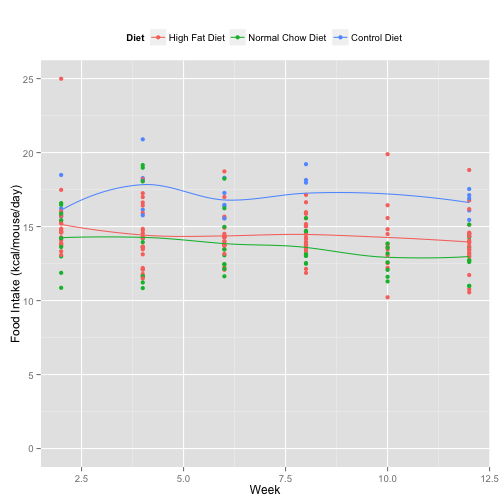 Diet High Fat Diet Normal Chow Diet Control Diet
25
20
15
10
5
0
Food Intake (kcal/mouse/day)
2.5 5.0 7.5 10.0 12.5
Week